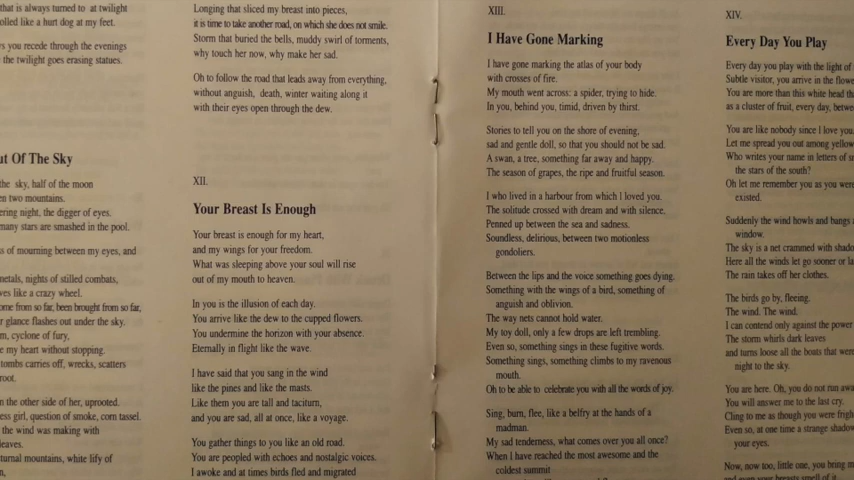 that is always turned to at twilight
olled like a hurt dog at my feet.
s you recede through the evenings
the twilight goes erasing statues.
ut Of The Sky
the sky, half of the moon
en two mountains.
ering night, the digger of eyes.
many stars are smashed in the pool.
s of mourning between my eyes, and
metals, nights of stilled combats,
ves like a crazy wheel.
ome from so far, been brought from so far,
r glance flashes out under the sky.
m, cyclone of fury,
e my heart without stopping.
tombs carries off, wrecks, scatters
root.
n the other side of her, uprooted.
ess girl, question of smoke, corn tassel.
the wind was making with
leaves.
turnal mountains, white lify of
n,
Longing that sliced my breast into pieces,
it is time to take another road, on which she does not smile.
Storm that buried the bells, muddy swirl of torments,
why touch her now, why make her sad.
Oh to follow the road that leads away from everything,
without anguish, death, winter waiting along it
with their eyes open through the dew.
XII.
Your Breast Is Enough
Your breast is enough for my heart,
and my wings for your freedom.
What was sleeping above your soul will rise
out of my mouth to heaven.
In you is the illusion of each day.
You arrive like the dew to the cupped flowers.
You undermine the horizon with your absence.
Eternally in flight like the wave.
I have said that you sang in the wind
like the pines and like the masts.
Like them you are tall and taciturn,
and you are sad, all at once, like a voyage.
You gather things to you like an old road.
You are peopled with echoes and nostalgic voices.
I awoke and at times birds fled and migrated
XIII.
I Have Gone Marking
I have gone marking the atlas of your body
with crosses of fire.
My mouth went across: a spider, trying to hide.
In you, behind you, timid, driven by thirst.
Stories to tell you on the shore of evening,
sad and gentle doll, so that you should not be sad.
A swan, a tree, something far away and happy.
The season of grapes, the ripe and fruitful season.
I who lived in a harbour from which I loved you.
The solitude crossed with dream and with silence.
Penned up between the sea and sadness.
Soundless, delirious, between two motionless
gondoliers.
Between the lips and the voice something goes dying.
Something with the wings of a bird, something of
anguish and oblivion.
The way nets cannot hold water.
My toy doll, only a few drops are left trembling.
Even so, something sings in these fugitive words.
Something sings, something climbs to my ravenous
mouth.
Oh to be able to celebrate you with all the words of joy.
Sing, burn, flee, like a belfry at the hands of a
madman.
My sad tenderness, what comes over you all once?
When I have reached the most awesome and the
coldest summit
XIV.
Every Day You Play
Every day you play with the light of
Subtle visitor, you arrive in the flowe
You are more than this white head th
as a cluster of fruit, every day, betwe
You are like nobody since I love you.
Let me spread you out among yellow
Who writes your name in letters of s
the stars of the south?
Oh let me remember you as you were
existed.
Suddenly the wind howls and bangs a
window.
The sky is a net crammed with shado
Here all the winds let go sooner or la
The rain takes off her clothes.
The birds go by, fleeing.
The wind. The wind.
I can contend only against the power
The storm whirls dark leaves
and turns loose all the boats that were
night to the sky.
You are here. Oh, you do not run awa
You will answer me to the last cry.
Cling to me as though you were frigh
Even so, at one time a strange shadow
your eyes.
Now, now too, little one, you bring m